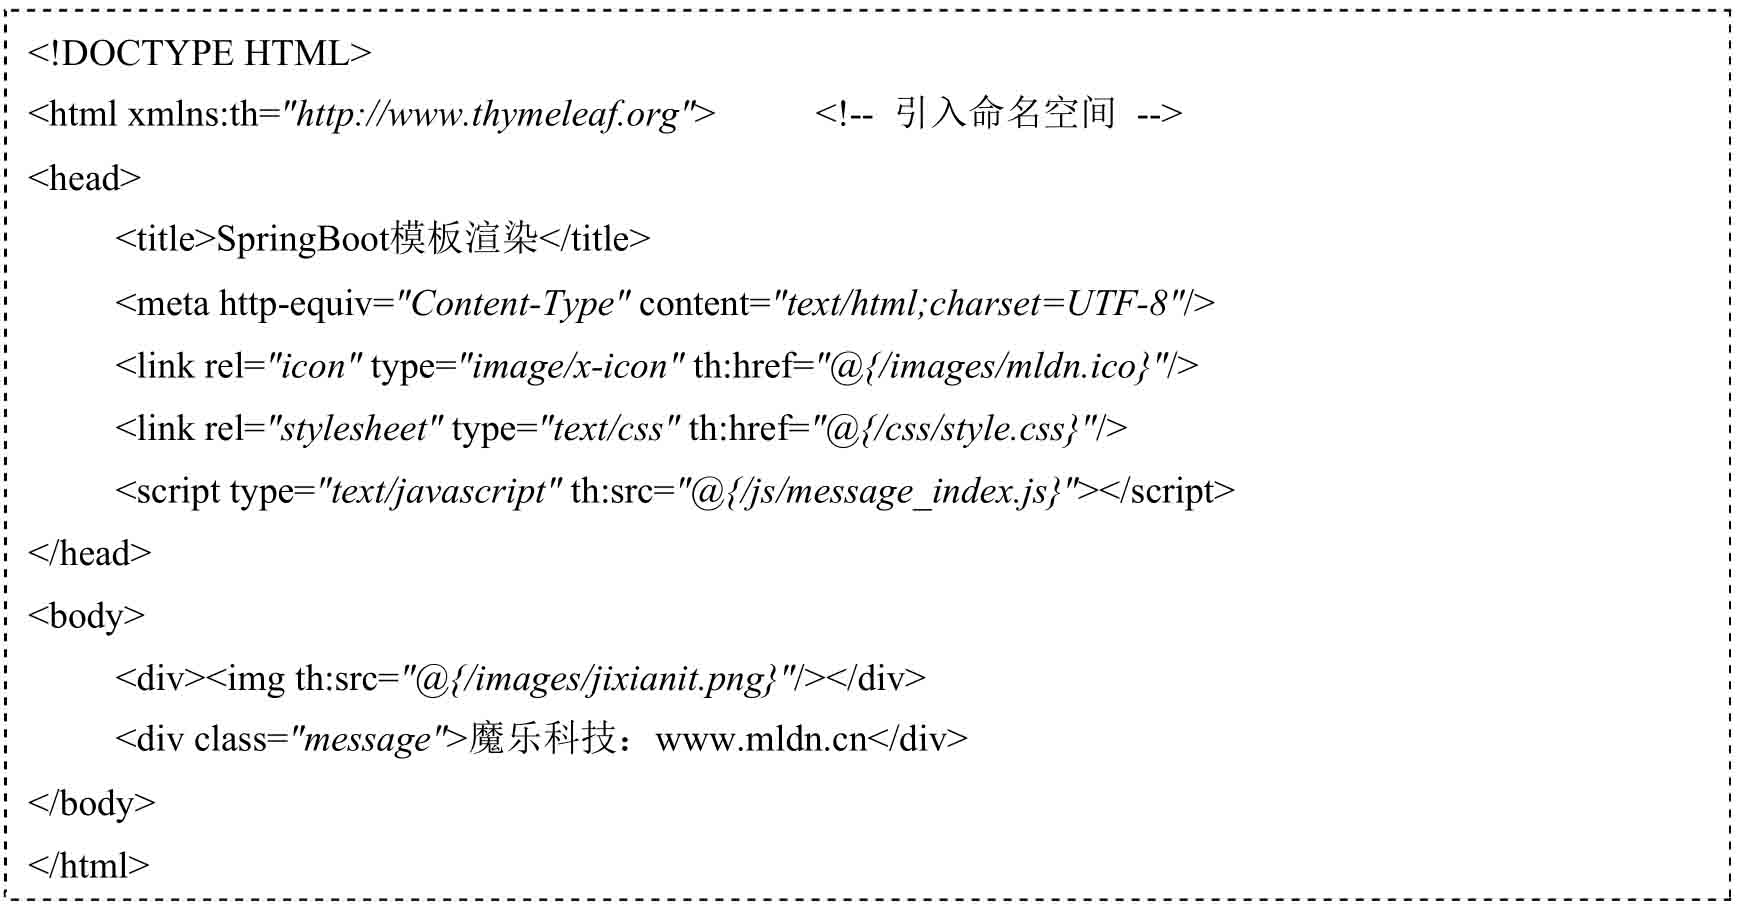 <!DOCTYPE HTML>
<html xmlns:th="http://www.thymeleaf.org"> <!-- 引入命名空间 -->
<head>
<title>SpringBoot模板渲染</title>
<meta http-equiv="Content-Type" content="text/html;charset=UTF-8"/>
<link rel="icon" type="image/x-icon" th:href="@{/images/mldn.ico}"/>
<link rel="stylesheet" type="text/css" th:href="@{/css/style.css}"/>
<script type="text/javascript" th:src="@{/js/message_index.js}"></script>
</head>
<body>
<div><img th:src="@{/images/jixianit.png}"/></div>
<div class="message">魔乐科技：www.mldn.cn</div>
</body>
</html>